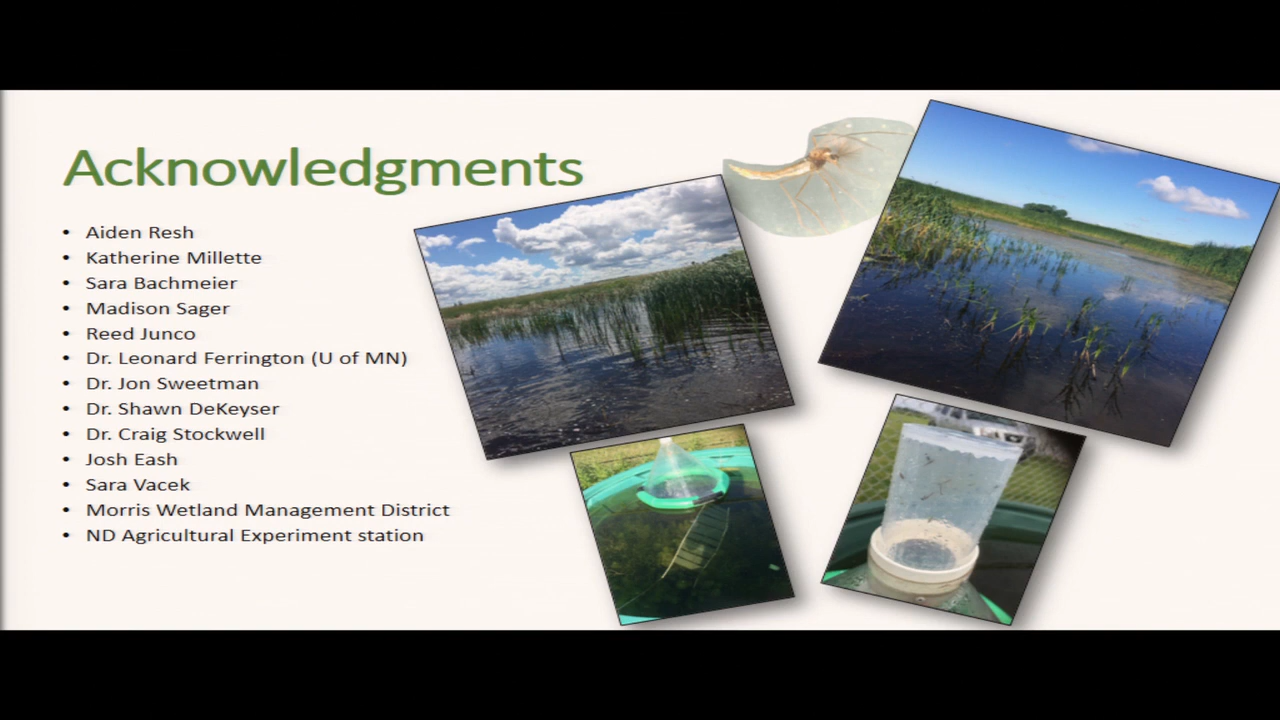 Acknowledgments
• Aiden Resh
• Katherine Millette
• Sara Bachmeier
• Madison Sager
• Reed Junco
• Dr. Leonard Ferrington (U of MN)
• Dr. Jon Sweetman
• Dr. Shawn DeKeyser
• Dr. Craig Stockwell
• Josh Eash
• Sara Vacek
• Morris Wetland Management District
• ND Agricultural Experiment station